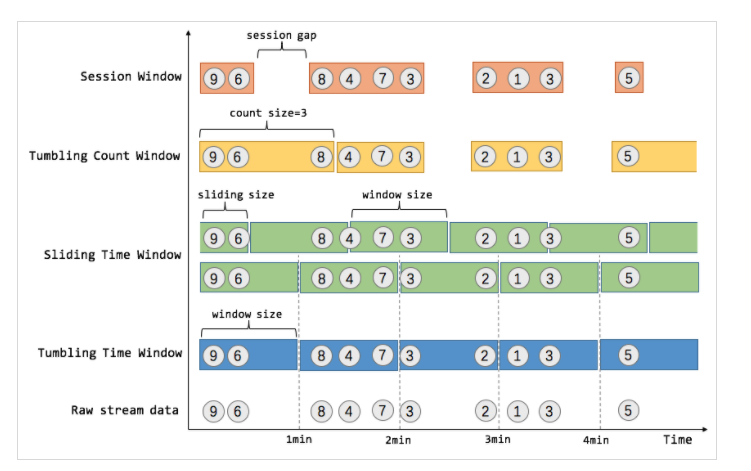 session gap
Session Window 9 6 8 4 7 3 2 1 3 5
count size=3
Tumbling Count Window 9 6 8 4 7 3 2 1 3 5
sliding size window size
9 6 8 4 7 3 2 1 3 5
Sliding Time Window
9 6 8 4 7 3 2 1 3 5
window size
Tumbling Time Window 9 6 8 4 7 3 2 1 3 5
Raw stream data 9 6 8 4 7 3 2 1 3 5
1min 2min 3min 4min Time